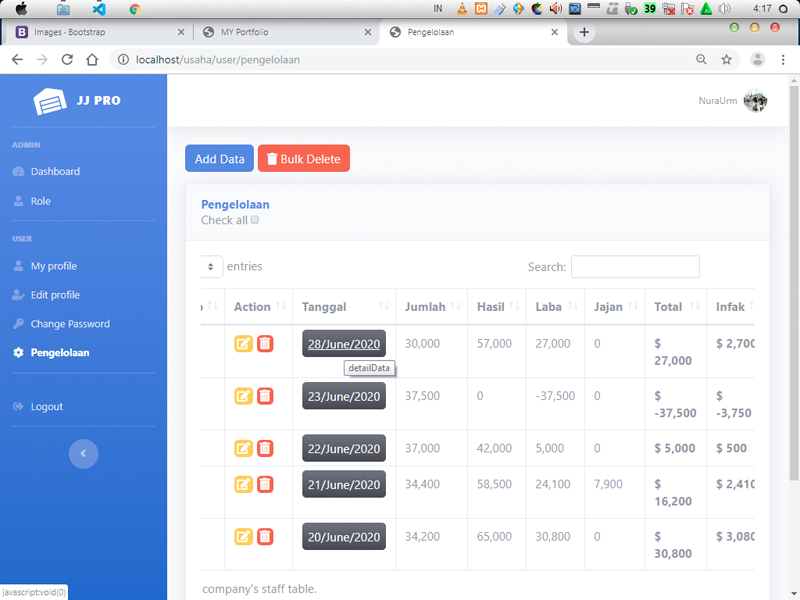 IN 39 4:17
Images · Bootstrap
MY Portfolio
Pengelolaan
localhost/usaha/user/pengelolaan
JJ PRO
NuraUrm
ADMIN
Dashboard
Role
USER
My profile
Edit profile
Change Password
Pengelolaan
Logout
Add Data
Bulk Delete
Pengelolaan
Check all
entries
Search:
Action Tanggal Jumlah Hasil Laba Jajan Total Infak
28/June/2020 30,000 57,000 27,000 0 $ 27,000 $ 2,700
detailData
23/June/2020 37,500 0 -37,500 0 $ -37,500 $ -3,750
22/June/2020 37,000 42,000 5,000 0 $ 5,000 $ 500
21/June/2020 34,400 58,500 24,100 7,900 $ 16,200 $ 2,410
20/June/2020 34,200 65,000 30,800 0 $ 30,800 $ 3,080
company's staff table.
javascript:void(0)